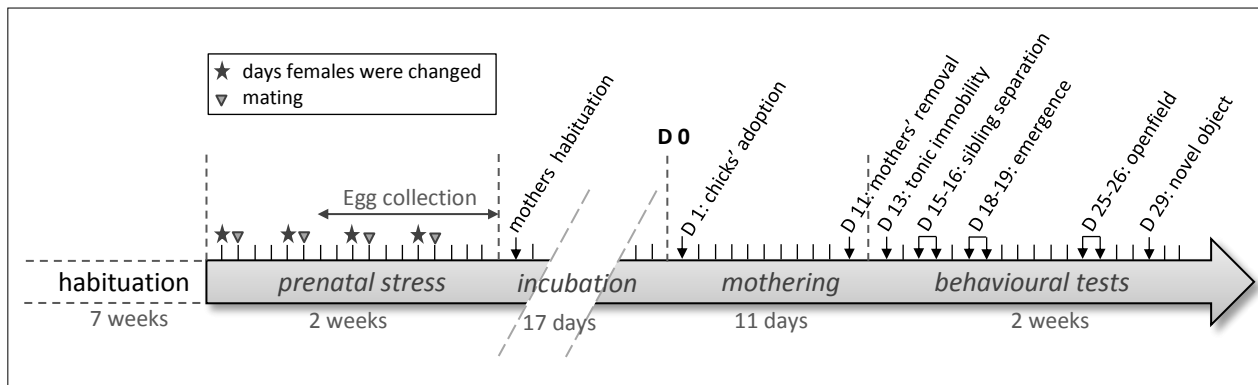 days females were changed
mating
Egg collection
mothers' habituation
D 0
D 1: chicks' adoption
D 11: mothers' removal
D 13: tonic immobility
D 15-16: sibling separation
D 18-19: emergence
D 25-26: openfield
D 29: novel object
habituation
prenatal stress
incubation
mothering
behavioural tests
7 weeks
2 weeks
17 days
11 days
2 weeks